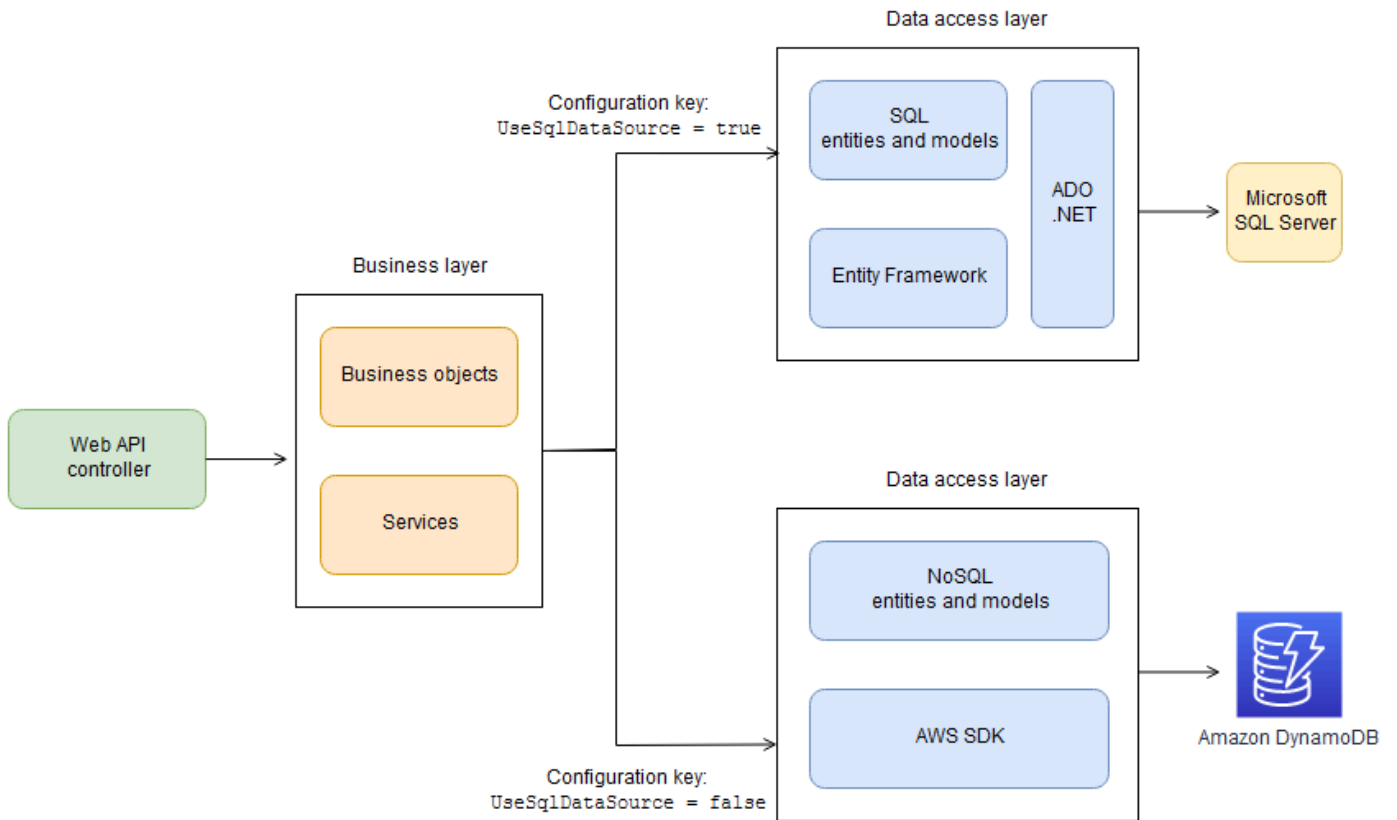 Data access layer
Configuration key:
UseSqlDataSource = true
SQL
entities and models
ADO
.NET
Entity Framework
Microsoft
SQL Server
Business layer
Business objects
Services
Web API
controller
Data access layer
NoSQL
entities and models
AWS SDK
Amazon DynamoDB
Configuration key:
UseSqlDataSource = false